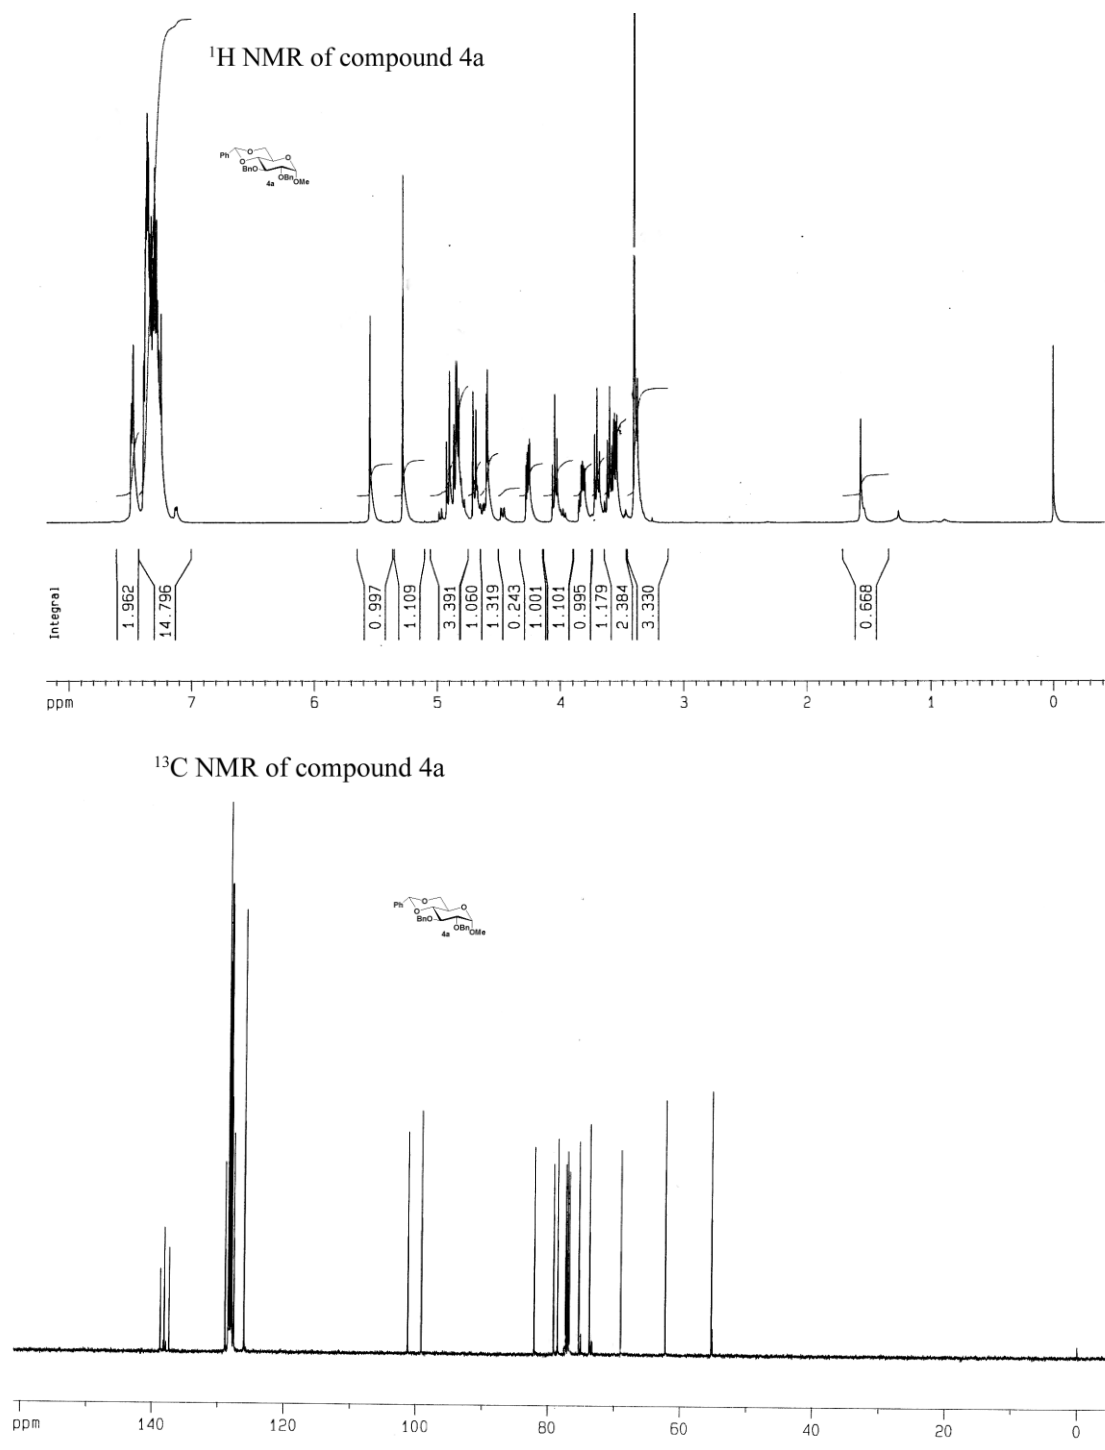 ¹H NMR of compound 4a
Ph
O
O
O
BnO
OBn
OMe
4a
Integral
1.962
14.796
0.997
1.109
3.391
1.060
1.319
0.243
1.001
1.101
0.995
1.179
2.384
3.330
0.668
ppm 7 6 5 4 3 2 1 0
¹³C NMR of compound 4a
Ph
O
O
O
BnO
OBn
OMe
4a
ppm 140 120 100 80 60 40 20 0